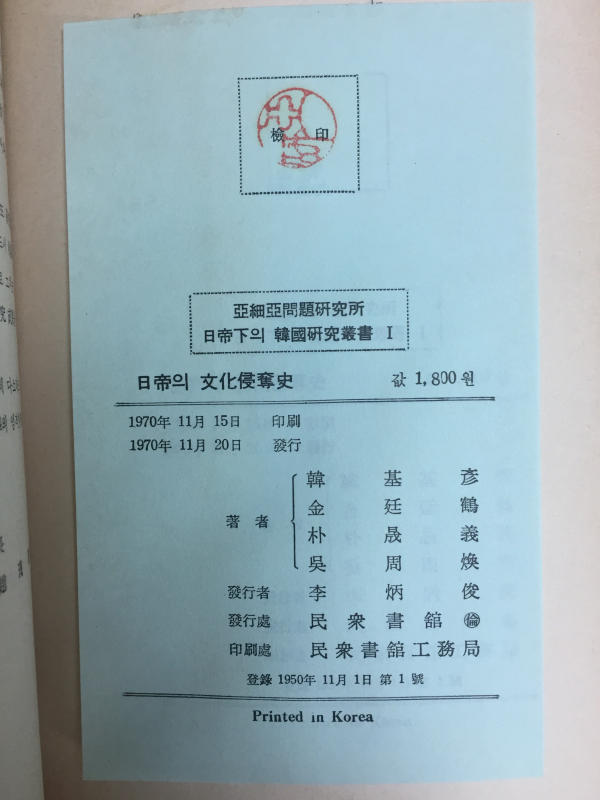 檢 印
亞細亞問題硏究所
日帝下의 韓國硏究叢書 Ⅰ
日帝의 文化侵奪史 값 1,800원
1970年 11月 15日 印刷
1970年 11月 20日 發行
著者
韓基彦
金廷鶴
朴晟義
吳周煥
發行者 李炳俊
發行處 民衆書舘 倫
印刷處 民衆書舘工務局
登錄 1950年 11月 1日 第 1 號
Printed in Korea